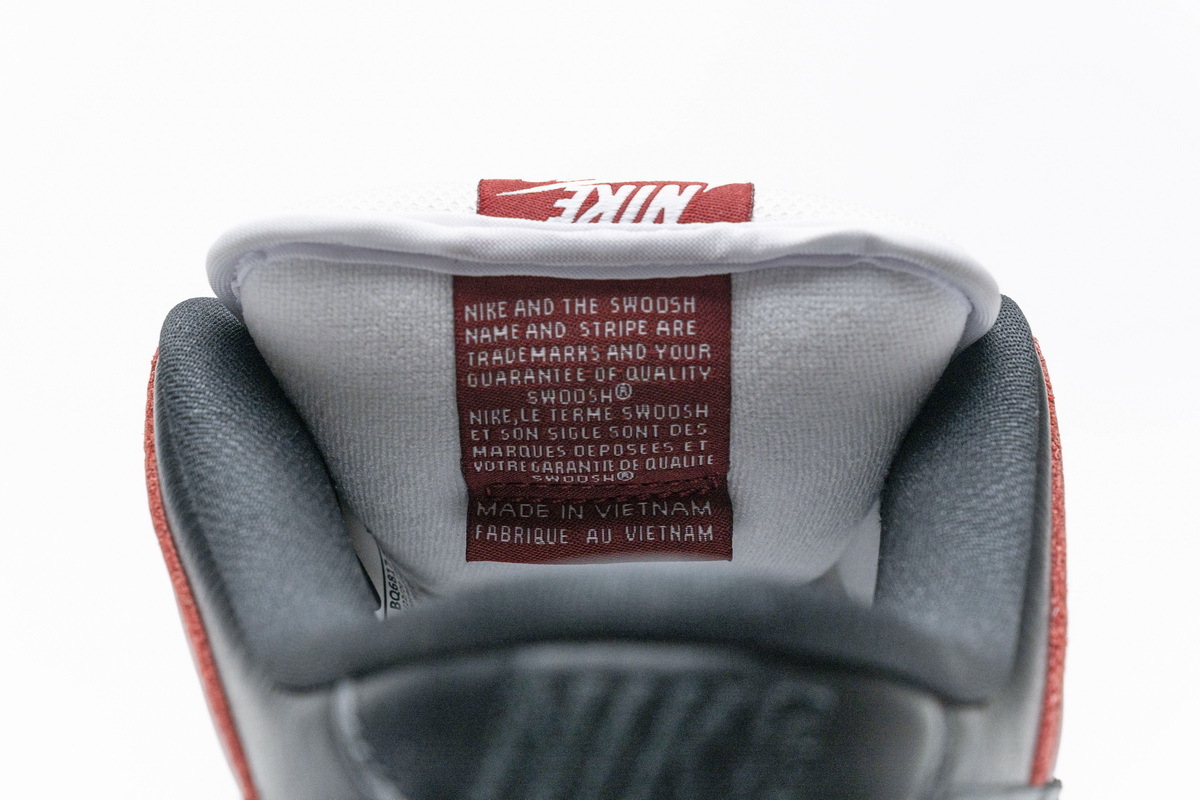 NIKE
NIKE AND THE SWOOSH
NAME AND STRIPE ARE
TRADEMARKS AND YOUR
GUARANTEE OF QUALITY
SWOOSH®
NIKE, LE TERME SWOOSH
ET SON SIGLE SONT DES
MARQUES DEPOSEES ET
VOTRE GARANTIE DE QUALITE
SWOOSH®
MADE IN VIETNAM
FABRIQUE AU VIETNAM